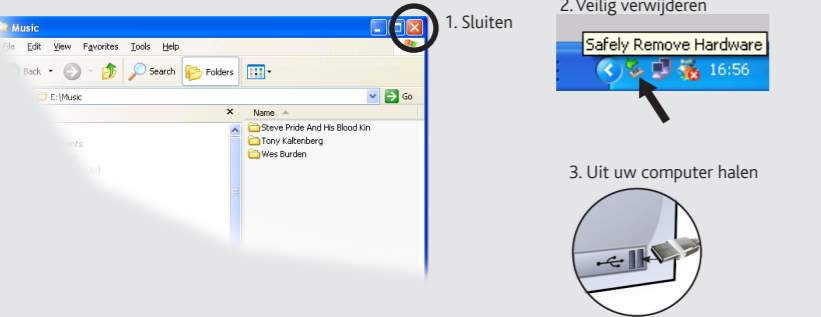 Music
1. Sluiten
File Edit View Favorites Tools Help
Back Search Folders
E:\Music Go
x Name
Steve Pride And His Blood Kin
Tony Kaltenberg
Wes Burden
2. Veilig verwijderen
Safely Remove Hardware
16:56
3. Uit uw computer halen